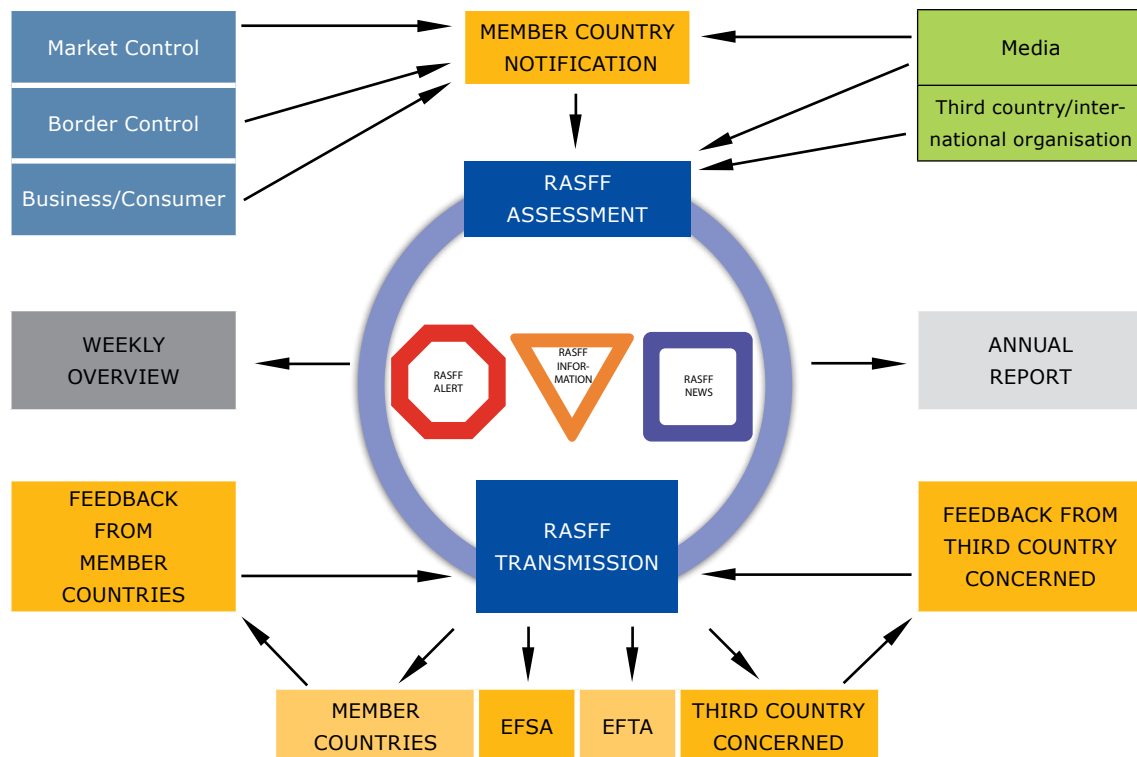 Market Control
MEMBER COUNTRY
NOTIFICATION
Media
Border Control
Third country/inter-
national organisation
Business/Consumer
RASFF
ASSESSMENT
WEEKLY
OVERVIEW
RASFF
ALERT
RASFF
INFOR-
MATION
RASFF
NEWS
ANNUAL
REPORT
FEEDBACK
FROM
MEMBER
COUNTRIES
RASFF
TRANSMISSION
FEEDBACK FROM
THIRD COUNTRY
CONCERNED
MEMBER
COUNTRIES
EFSA
EFTA
THIRD COUNTRY
CONCERNED